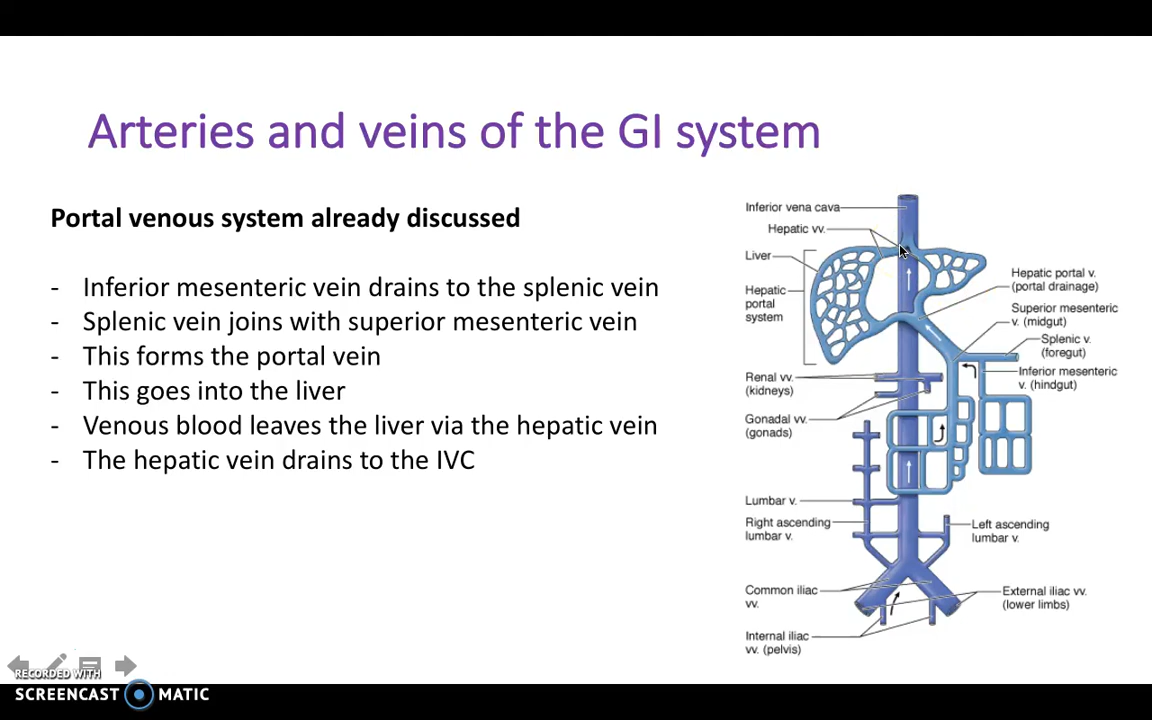 Arteries and veins of the GI system
Portal venous system already discussed
- Inferior mesenteric vein drains to the splenic vein
- Splenic vein joins with superior mesenteric vein
- This forms the portal vein
- This goes into the liver
- Venous blood leaves the liver via the hepatic vein
- The hepatic vein drains to the IVC
Inferior vena cava
Hepatic vv.
Liver
Hepatic
portal
system
Renal vv.
(kidneys)
Gonadal vv.
(gonads)
Lumbar v.
Right ascending
lumbar v.
Common iliac
vv.
Internal iliac
vv. (pelvis)
Hepatic portal v.
(portal drainage)
Superior mesenteric
v. (midgut)
Splenic v.
(foregut)
Inferior mesenteric
v. (hindgut)
Left ascending
lumbar v.
External iliac vv.
(lower limbs)
RECORDED WITH
SCREENCAST MATIC